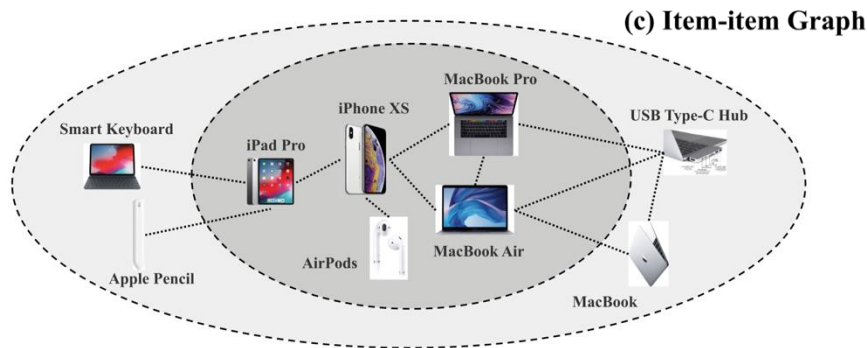 (c) Item-item Graph
MacBook Pro
iPhone XS
USB Type-C Hub
Smart Keyboard
iPad Pro
AirPods
MacBook Air
Apple Pencil
MacBook